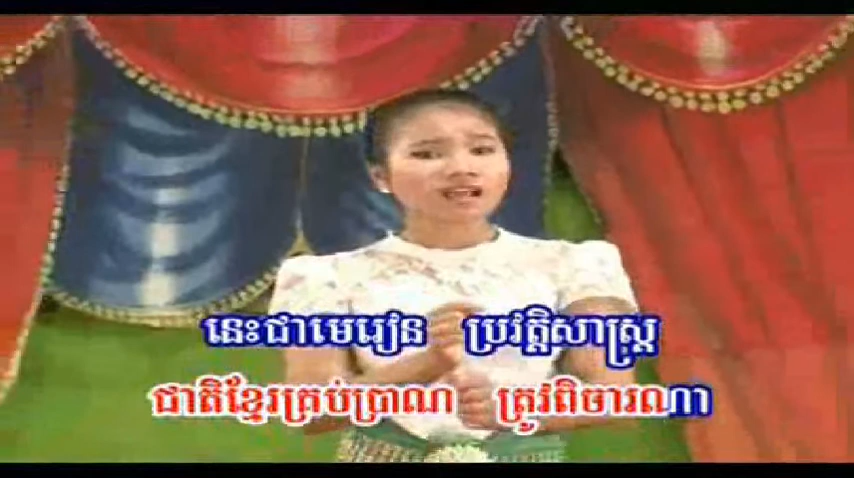 នេះជាមេរៀន ប្រវត្តិសាស្ត្រ
ជាតិខ្មែរគ្រប់ប្រាណ ត្រូវពិចារណា